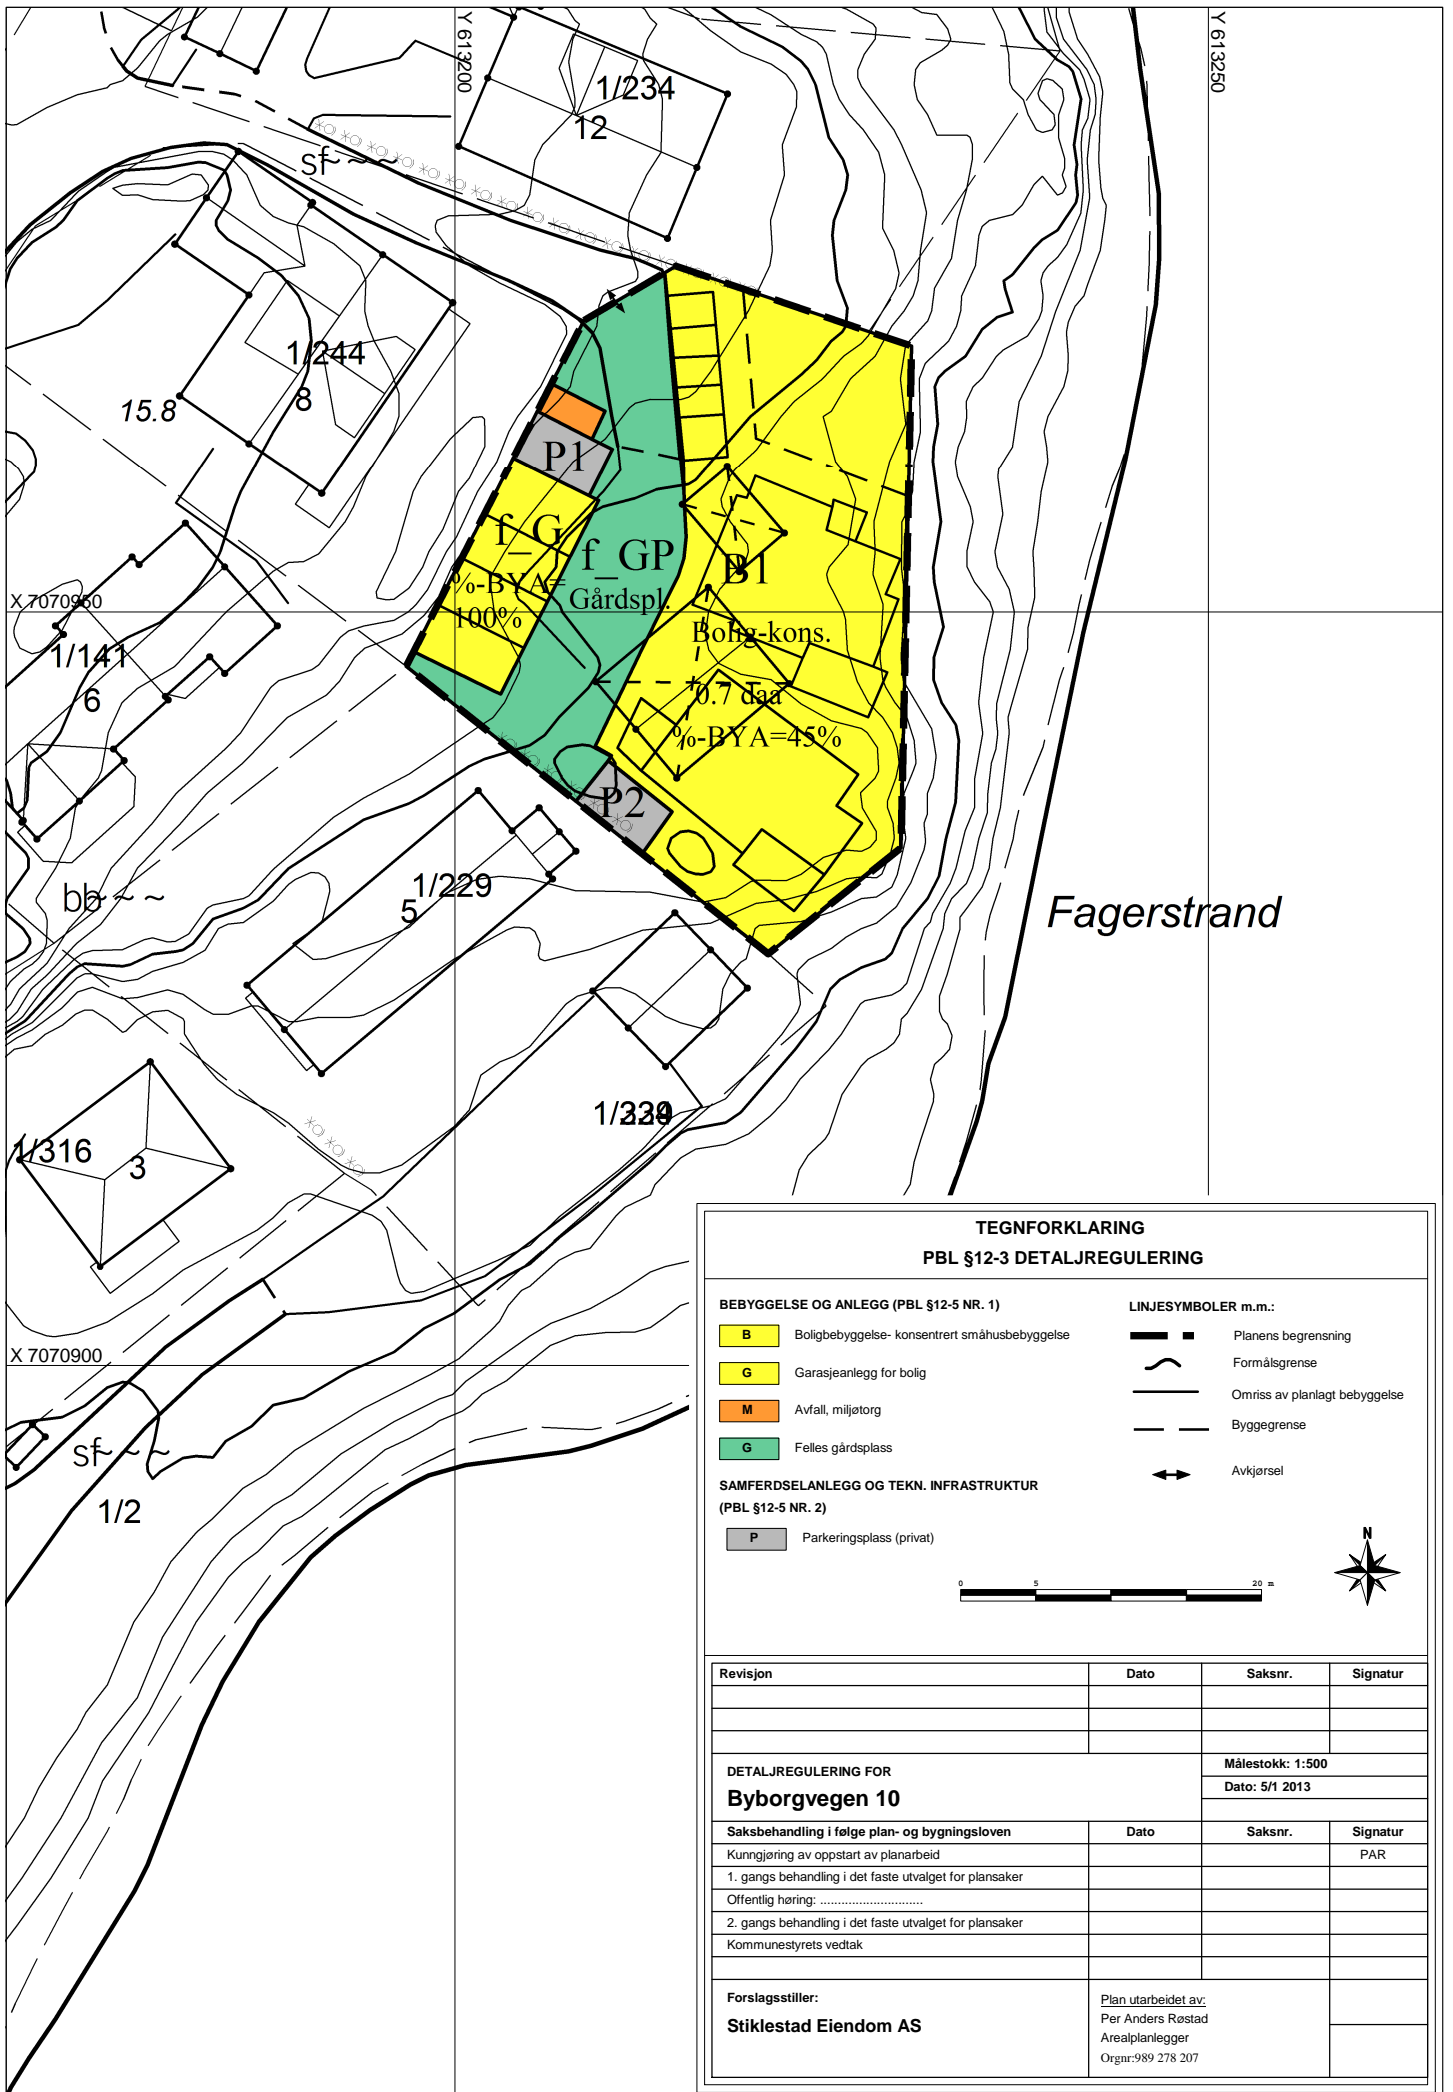 Y 613200
Y 613250
1/234
12
sf
1/244
8
15.8
P1
f_G
%-BYA=
100%
f_GP
Gårdspl.
B1
Bolig-kons.
0.7 daa
%-BYA=45%
P2
X 7070950
1/141
6
bb
1/229
5
Fagerstrand
1/316
3
X 7070900
sf
1/2
TEGNFORKLARING
PBL §12-3 DETALJREGULERING
BEBYGGELSE OG ANLEGG (PBL §12-5 NR. 1)
B Boligbebyggelse- konsentrert småhusbebyggelse
G Garasjeanlegg for bolig
M Avfall, miljøtorg
G Felles gårdsplass
SAMFERDSELANLEGG OG TEKN. INFRASTRUKTUR
(PBL §12-5 NR. 2)
P Parkeringsplass (privat)
LINJESYMBOLER m.m.:
Planens begrensning
Formålsgrense
Omriss av planlagt bebyggelse
Byggegrense
Avkjørsel
N
0 5 20 m
Revisjon Dato Saksnr. Signatur
DETALJREGULERING FOR
Byborgvegen 10
Målestokk: 1:500
Dato: 5/1 2013
Saksbehandling i følge plan- og bygningsloven Dato Saksnr. Signatur
Kunngjøring av oppstart av planarbeid PAR
1. gangs behandling i det faste utvalget for plansaker
Offentlig høring: .............................
2. gangs behandling i det faste utvalget for plansaker
Kommunestyrets vedtak
Forslagsstiller:
Stiklestad Eiendom AS
Plan utarbeidet av:
Per Anders Røstad
Arealplanlegger
Orgnr:989 278 207